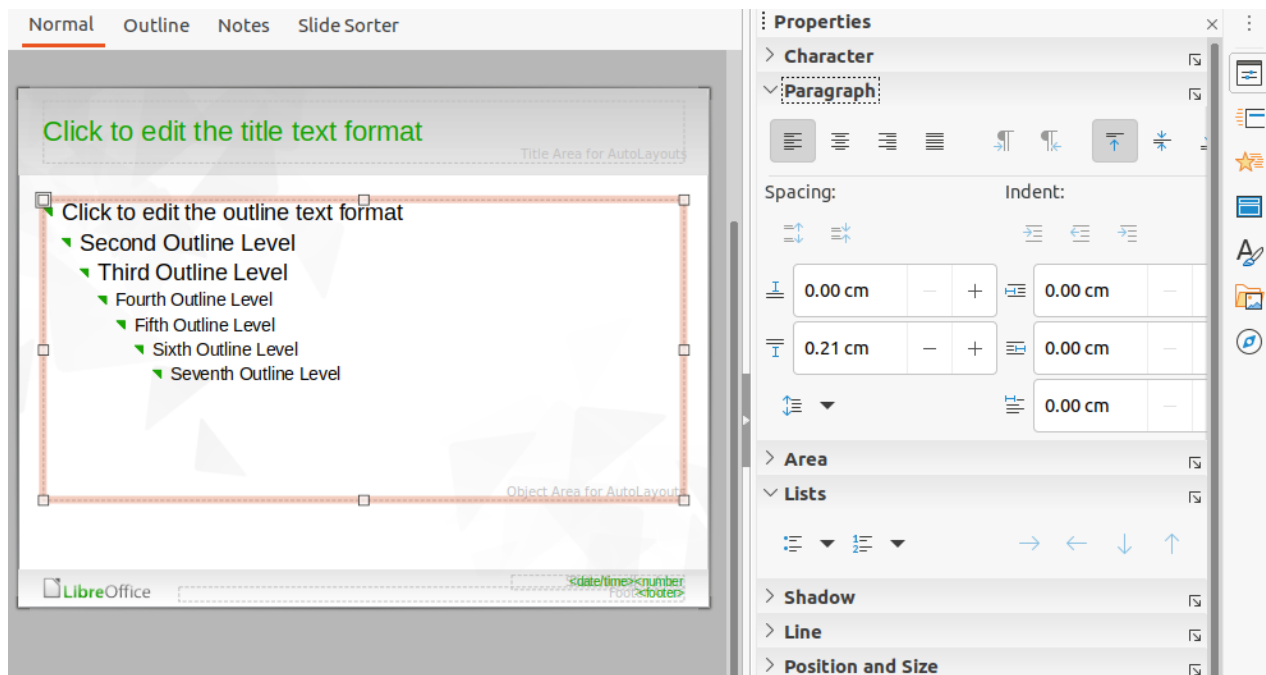 Normal Outline Notes Slide Sorter
Click to edit the title text format
Title Area for AutoLayouts
Click to edit the outline text format
Second Outline Level
Third Outline Level
Fourth Outline Level
Fifth Outline Level
Sixth Outline Level
Seventh Outline Level
Object Area for AutoLayouts
LibreOffice
<date/time><number
><footer>
Properties
Character
Paragraph
Spacing: Indent:
0.00 cm 0.00 cm
0.21 cm 0.00 cm
0.00 cm
Area
Lists
Shadow
Line
Position and Size